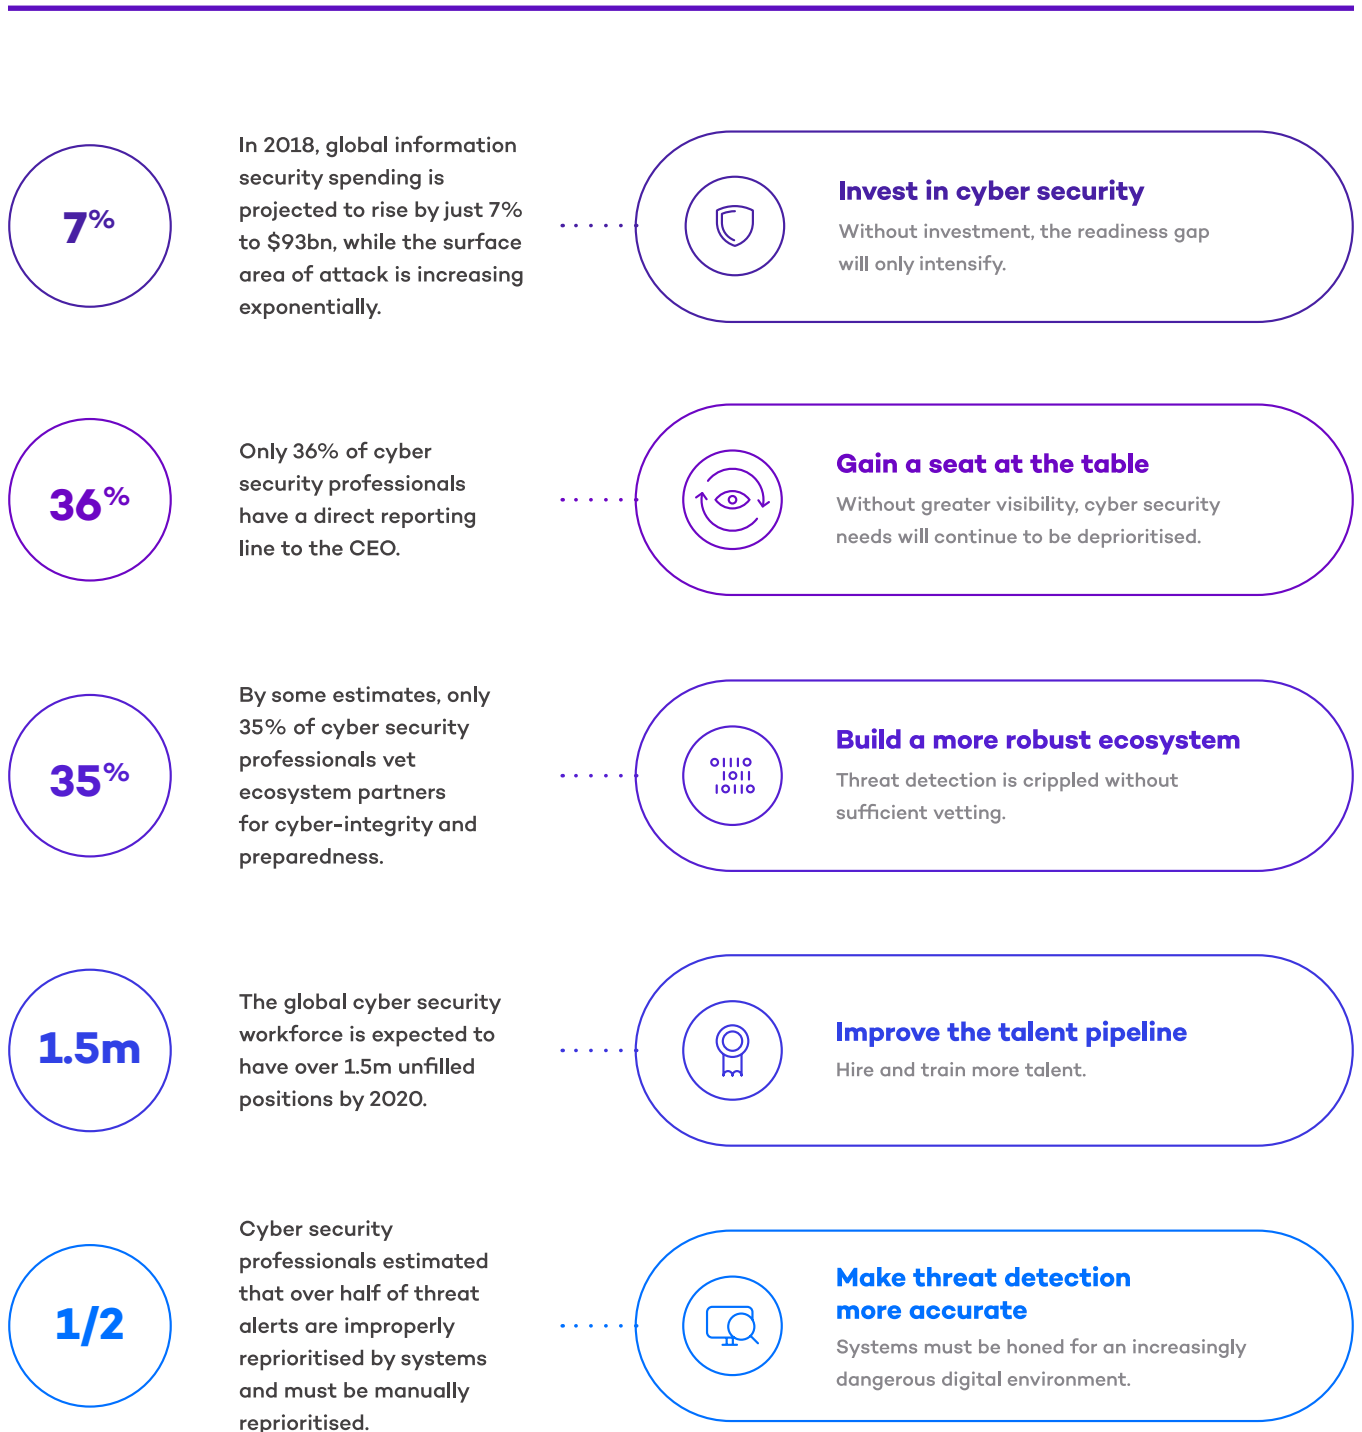 7%
In 2018, global information
security spending is
projected to rise by just 7%
to $93bn, while the surface
area of attack is increasing
exponentially.
Invest in cyber security
Without investment, the readiness gap
will only intensify.
36%
Only 36% of cyber
security professionals
have a direct reporting
line to the CEO.
Gain a seat at the table
Without greater visibility, cyber security
needs will continue to be deprioritised.
35%
By some estimates, only
35% of cyber security
professionals vet
ecosystem partners
for cyber-integrity and
preparedness.
Build a more robust ecosystem
Threat detection is crippled without
sufficient vetting.
1.5m
The global cyber security
workforce is expected to
have over 1.5m unfilled
positions by 2020.
Improve the talent pipeline
Hire and train more talent.
1/2
Cyber security
professionals estimated
that over half of threat
alerts are improperly
reprioritised by systems
and must be manually
reprioritised.
Make threat detection
more accurate
Systems must be honed for an increasingly
dangerous digital environment.